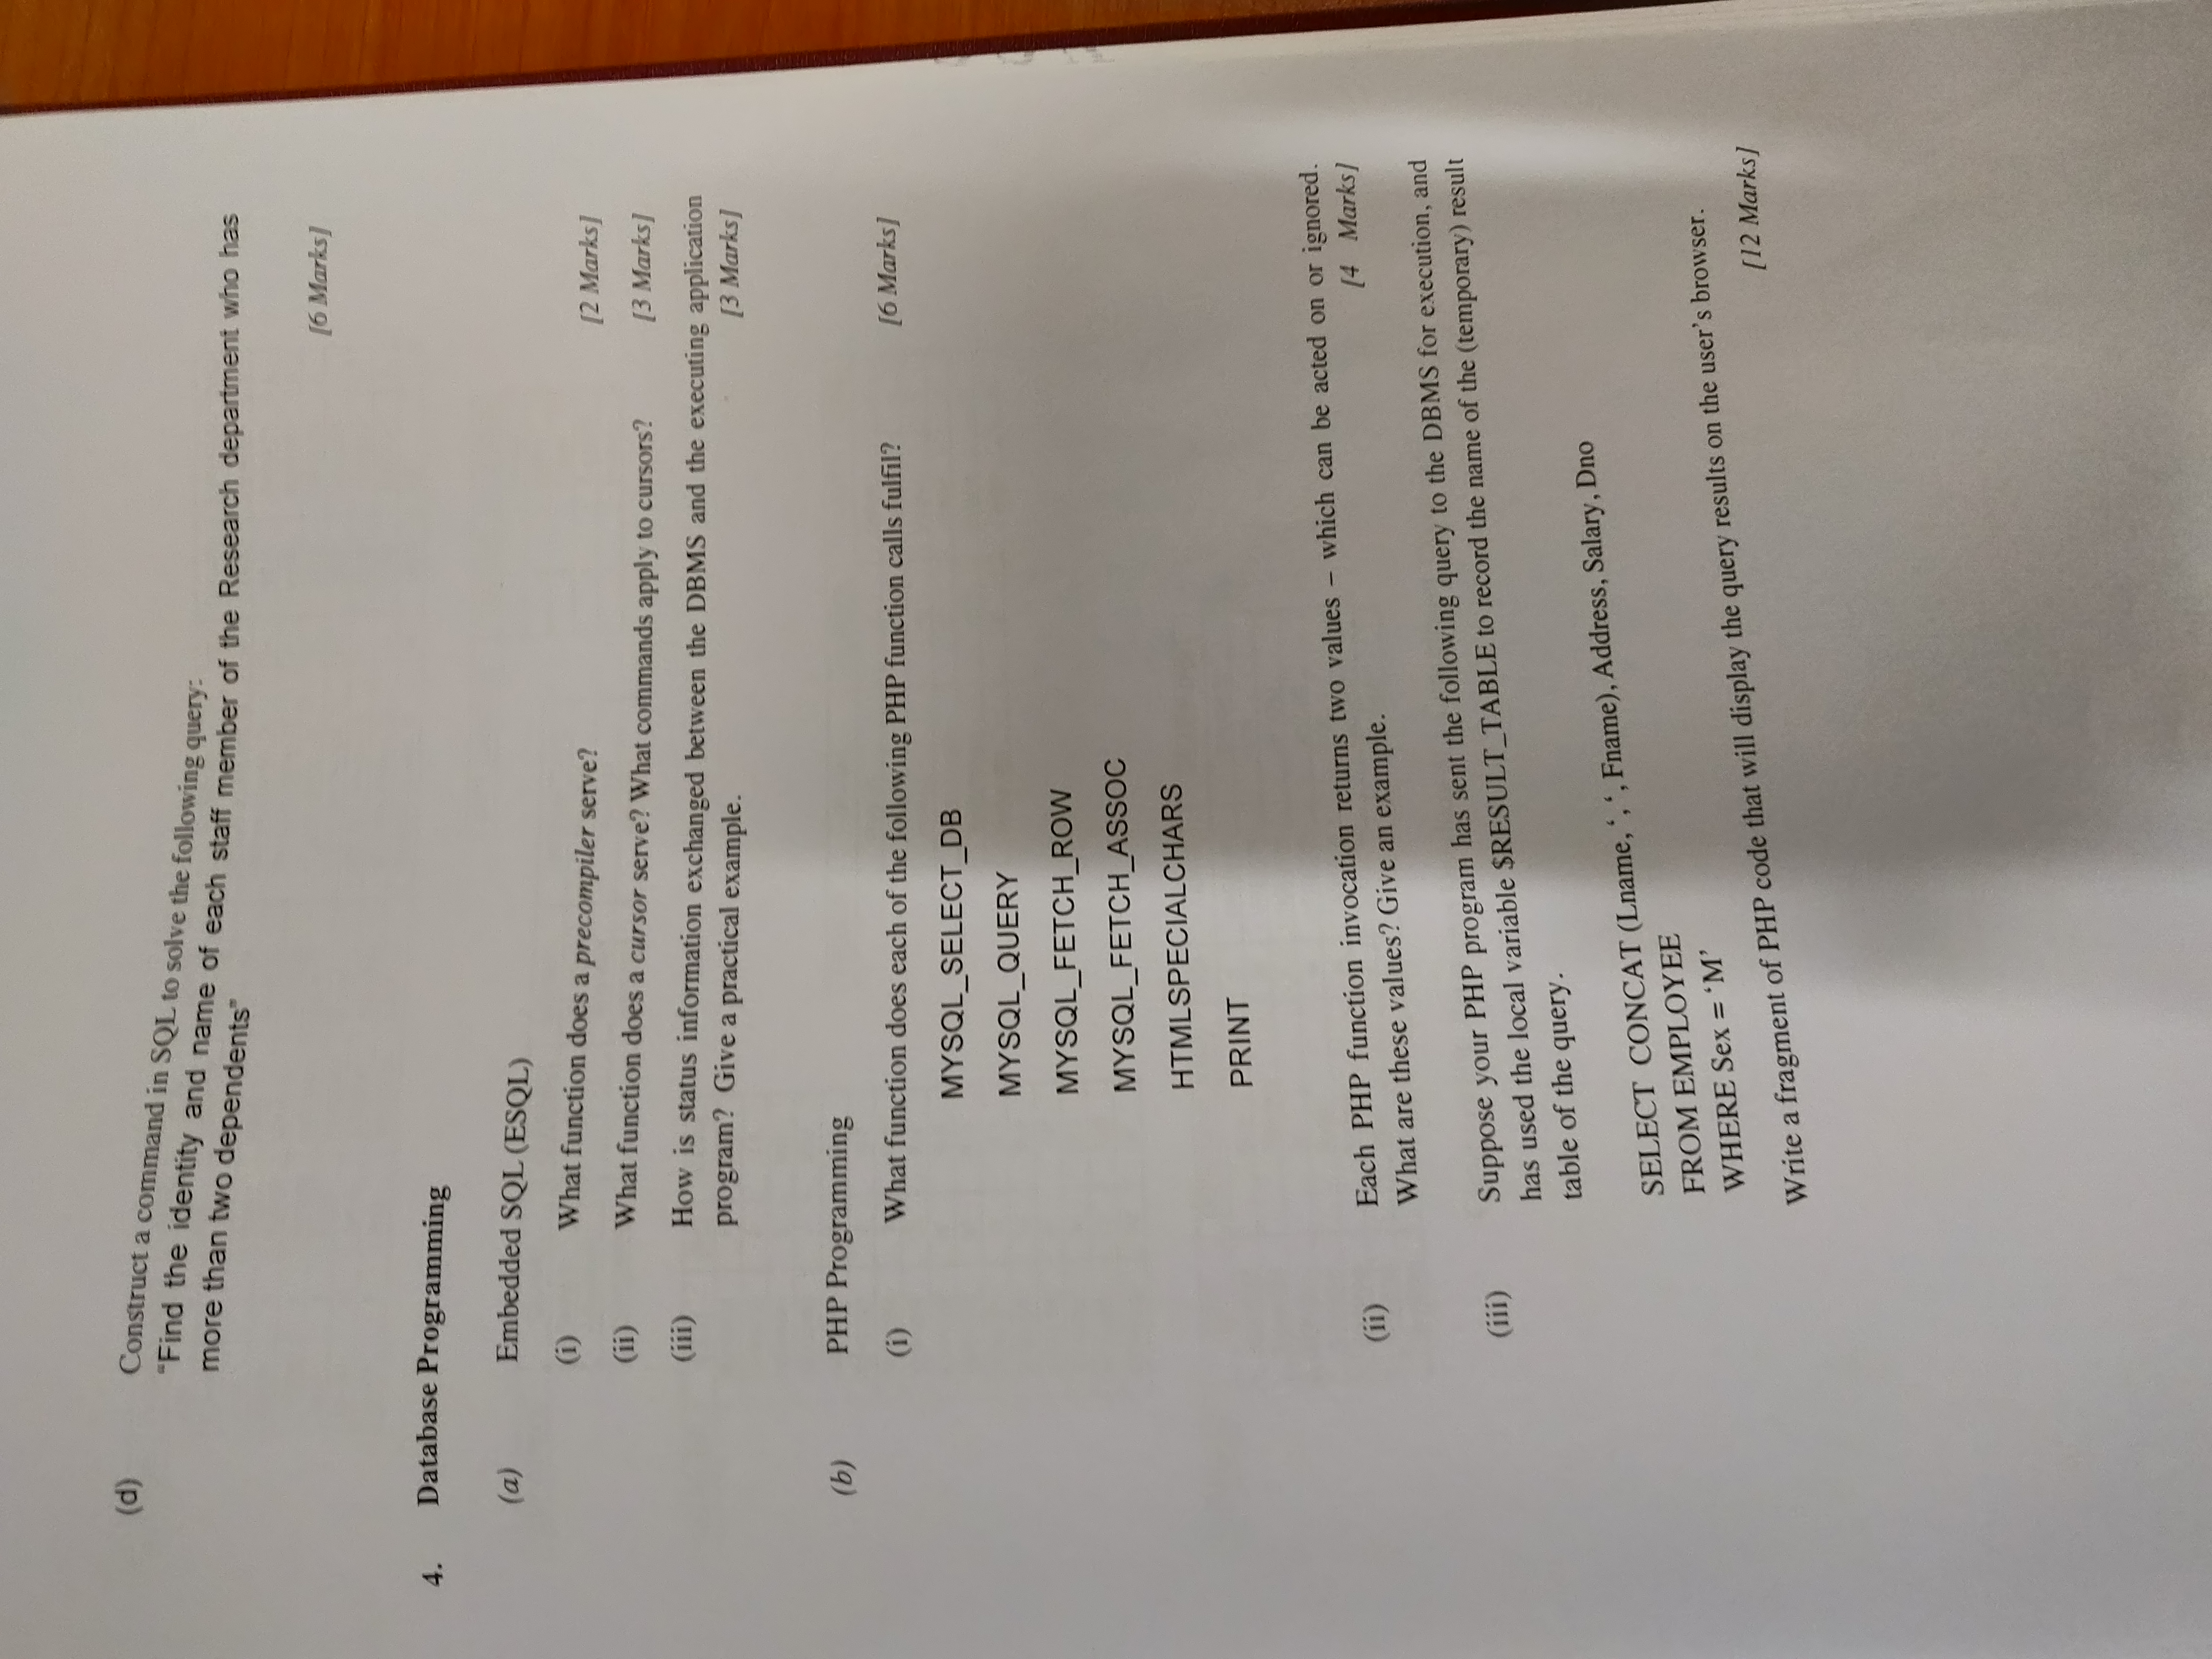 (d) Construct a command in SQL to solve the following query:
“Find the identity and name of each staff member of the Research department who has
more than two dependents”
[6 Marks]
4. Database Programming
(a) Embedded SQL (ESQL)
(i) What function does a precompiler serve? [2 Marks]
(ii) What function does a cursor serve? What commands apply to cursors? [3 Marks]
(iii) How is status information exchanged between the DBMS and the executing application
program? Give a practical example. [3 Marks]
(b) PHP Programming
(i) What function does each of the following PHP function calls fulfil? [6 Marks]
MYSQL_SELECT_DB
MYSQL_QUERY
MYSQL_FETCH_ROW
MYSQL_FETCH_ASSOC
HTMLSPECIALCHARS
PRINT
(ii) Each PHP function invocation returns two values – which can be acted on or ignored.
What are these values? Give an example. [4 Marks]
(iii) Suppose your PHP program has sent the following query to the DBMS for execution, and
has used the local variable $RESULT_TABLE to record the name of the (temporary) result
table of the query.
SELECT CONCAT (Lname, ‘, ‘, Fname), Address, Salary, Dno
FROM EMPLOYEE
WHERE Sex = ‘M’
Write a fragment of PHP code that will display the query results on the user’s browser.
[12 Marks]